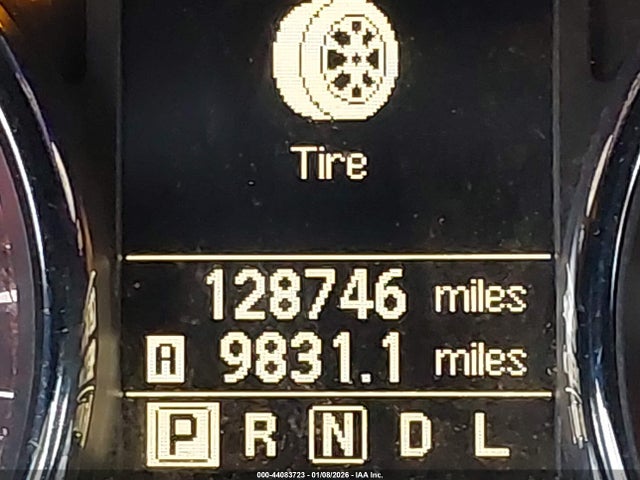 Tire
128746 miles
A 9831.1 miles
P R N D L
000-44083723 - 01/08/2026 - IAA Inc.